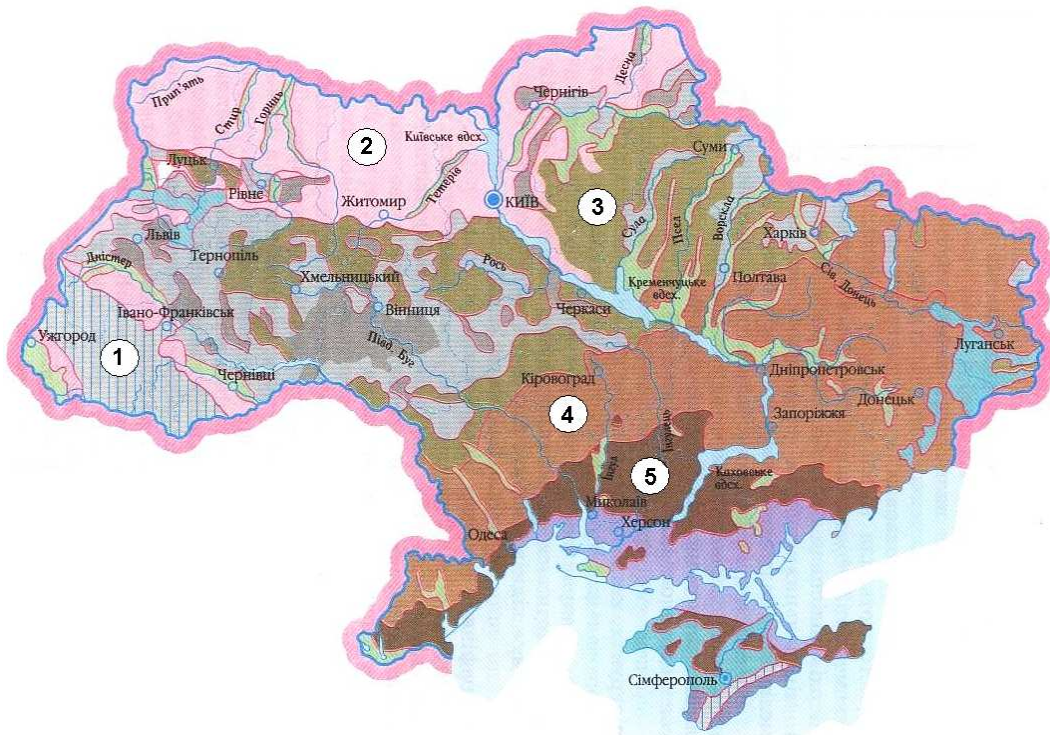 Прип'ять
Стир
Горинь
Десна
Чернігів
Київське вдсх.
2
Суми
Луцьк
Рівне
Житомир
Тетерів
КИЇВ
3
Сула
Псел
Ворскла
Харків
Львів
Тернопіль
Дністер
Хмельницький
Рось
Сів. Донець
Полтава
Кременчуцьке
вдсх.
Івано-Франківськ
Вінниця
Черкаси
Ужгород
1
Півд. Буг
Луганськ
Чернівці
Кіровоград
Дніпропетровськ
Донецьк
4
Запоріжжя
Інгулець
Інгул
5
Каховське
вдсх.
Миколаїв
Херсон
Одеса
Сімферополь